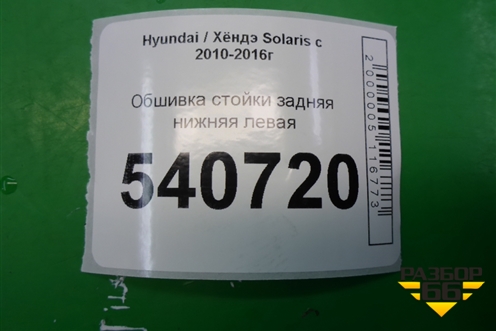 Hyundai / Хёндэ Solaris с
2010-2016г
Обшивка стойки задняя
нижняя левая
540720
2000005116773
РАЗБОР
66